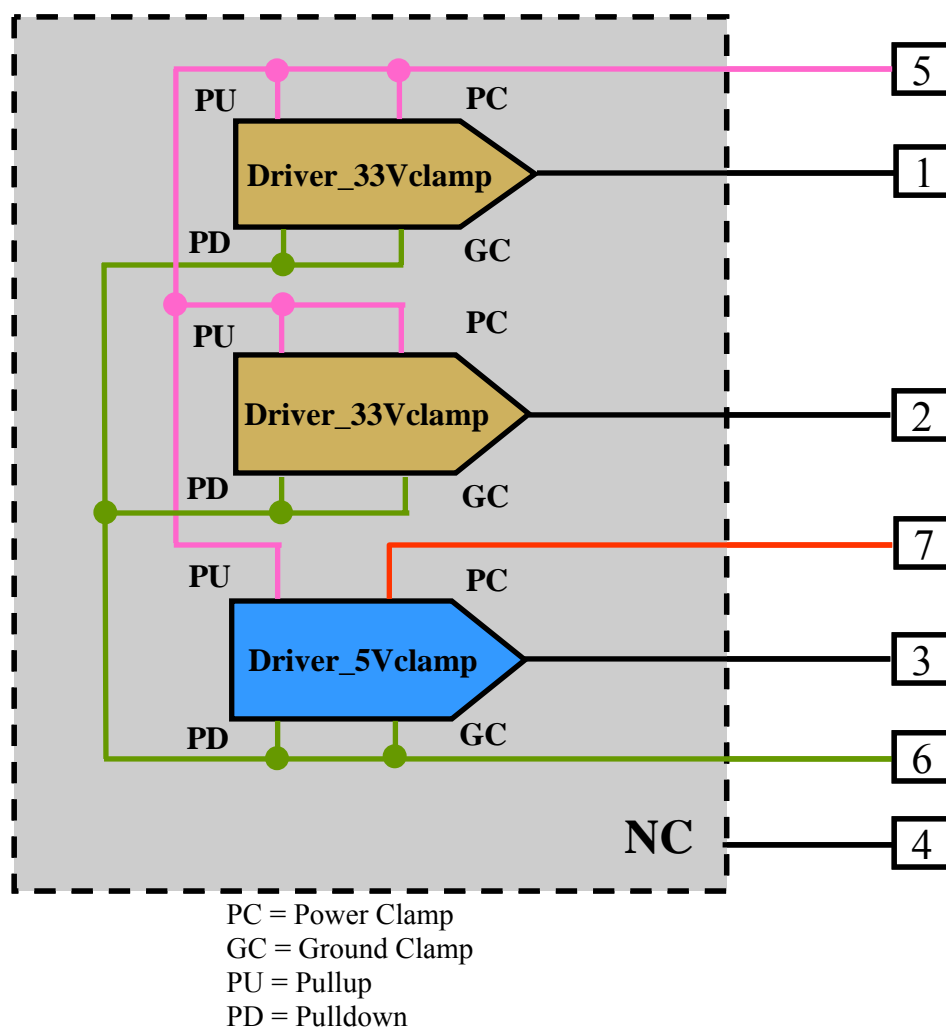 5
PU
PC
Driver_33Vclamp
1
PD
GC
PU
PC
Driver_33Vclamp
2
PD
GC
7
PU
PC
Driver_5Vclamp
3
PD
GC
6
NC
4
PC = Power Clamp
GC = Ground Clamp
PU = Pullup
PD = Pulldown